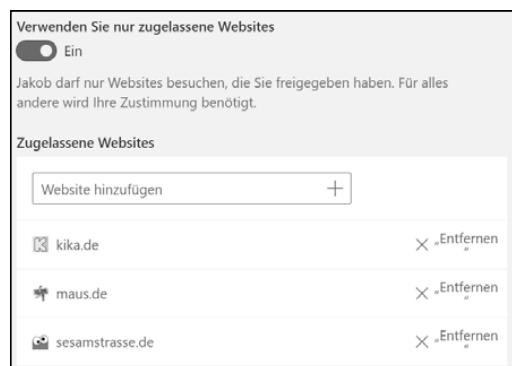 Verwenden Sie nur zugelassene Websites
Ein
Jakob darf nur Websites besuchen, die Sie freigegeben haben. Für alles
andere wird Ihre Zustimmung benötigt.
Zugelassene Websites
Website hinzufügen
kika.de „Entfernen“
maus.de „Entfernen“
sesamstrasse.de „Entfernen“